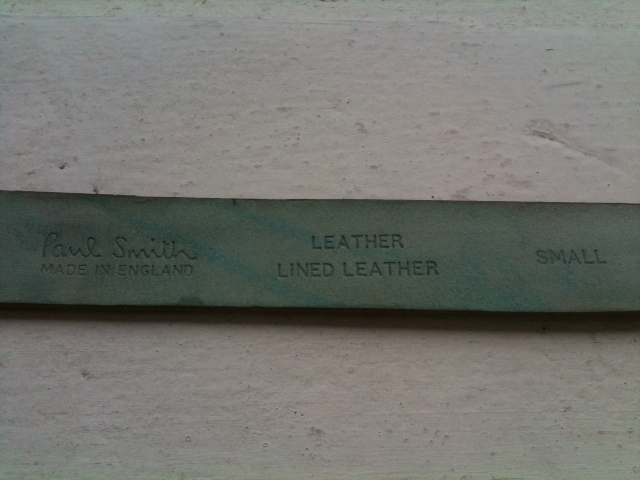 Paul Smith
MADE IN ENGLAND
LEATHER
LINED LEATHER
SMALL